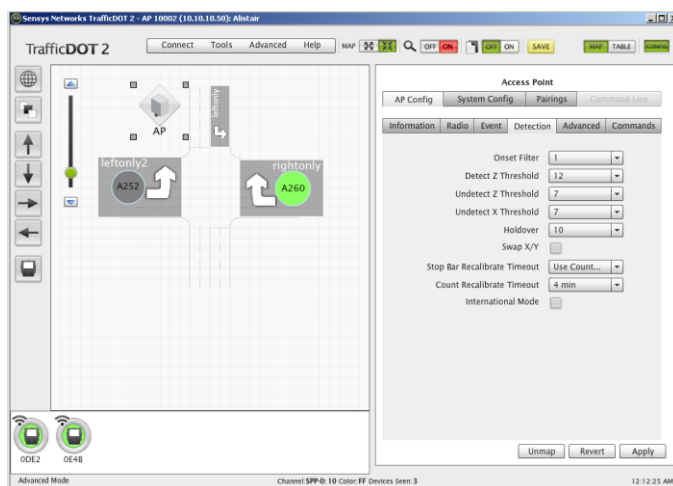 Sensys Networks TrafficDOT 2 - AP 10002 (10.10.10.50): Alistair
TrafficDOT 2
Connect Tools Advanced Help
MAP
OFF ON
OFF ON
SAVE
MAP TABLE
CONFIG
AP
leftonly
leftonly2
A252
rightonly
A260
Access Point
AP Config System Config Pairings Command Line
Information Radio Event Detection Advanced Commands
Onset Filter 1
Detect Z Threshold 12
Undetect Z Threshold 7
Undetect X Threshold 7
Holdover 10
Swap X/Y
Stop Bar Recalibrate Timeout Use Count...
Count Recalibrate Timeout 4 min
International Mode
0DE2 0E4B
Unmap Revert Apply
Advanced Mode Channel:SPP-0: 10 Color:FF Devices Seen: 3 12:12:25 AM